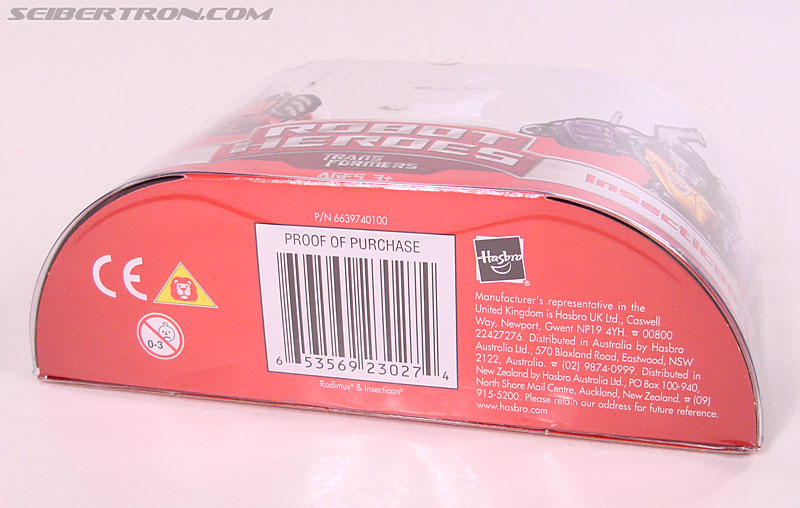 SEIBERTRON.COM
ROBOT
HEROES
TRANSFORMERS
AGES 3+
P/N 6639740100
PROOF OF PURCHASE
6 53569 23027 4
Rodimus® & Insecticon®
CE
0-3
Hasbro
Manufacturer's representative in the
United Kingdom is Hasbro UK Ltd., Caswell
Way, Newport, Gwent NP19 4YH. ☎ 00800
22427276. Distributed in Australia by Hasbro
Australia Ltd., 570 Blaxland Road, Eastwood, NSW
2122, Australia. ☎ (02) 9874-0999. Distributed in
New Zealand by Hasbro Australia Ltd., PO Box 100-940,
North Shore Mail Centre, Auckland, New Zealand. ☎ (09)
915-5200. Please retain our address for future reference.
www.hasbro.com